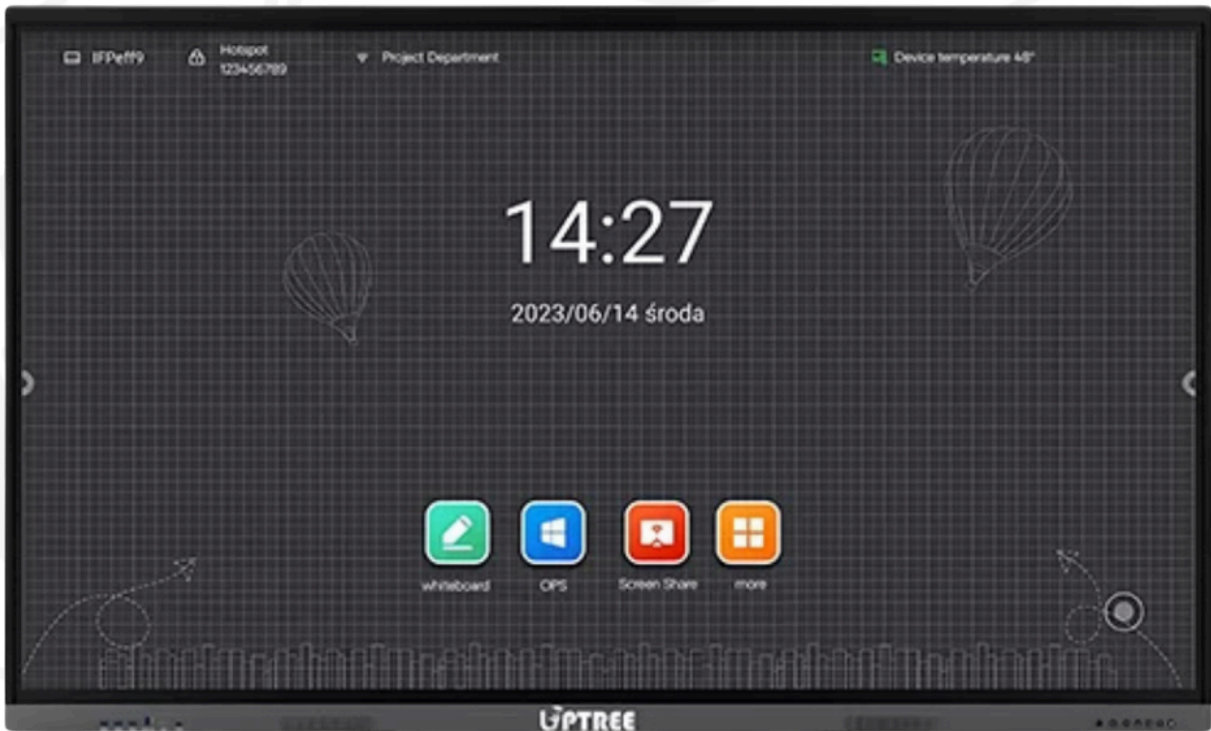 IFPeff9
Hotspot
123456789
Project Department
Device temperature 48°
14:27
2023/06/14 środa
whiteboard
OPS
Screen Share
more
UPTREE